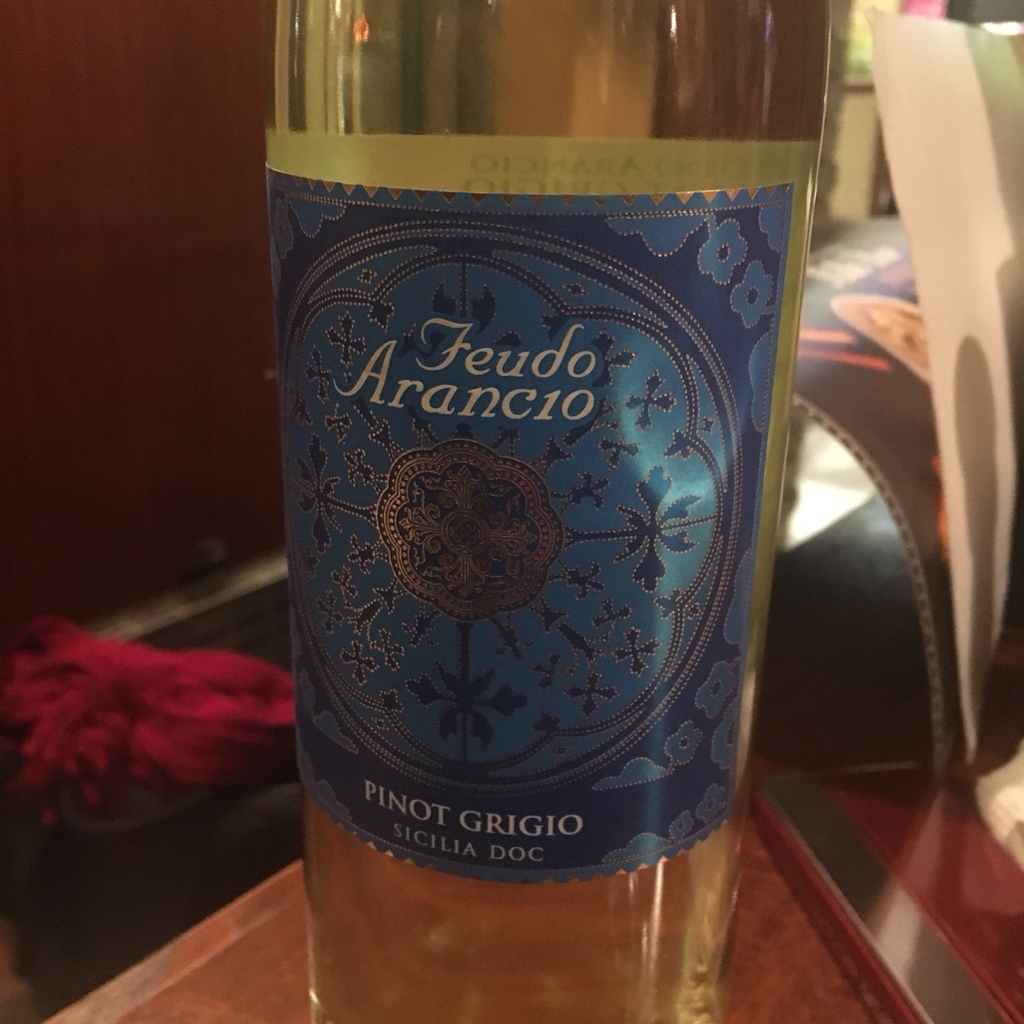 Feudo
Arancio
PINOT GRIGIO
SICILIA DOC